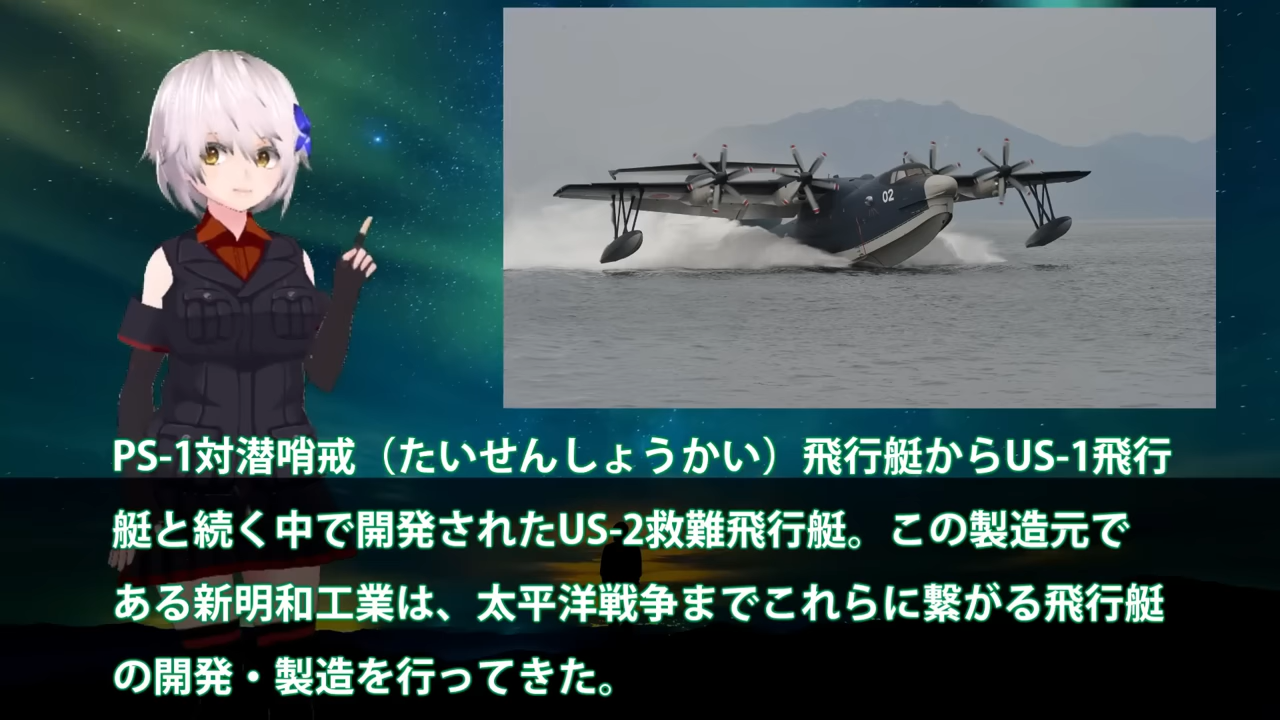 02
PS-1対潜哨戒（たいせんしょうかい）飛行艇からUS-1飛行
艇と続く中で開発されたUS-2救難飛行艇。この製造元で
ある新明和工業は、太平洋戦争までこれらに繋がる飛行艇
の開発・製造を行ってきた。